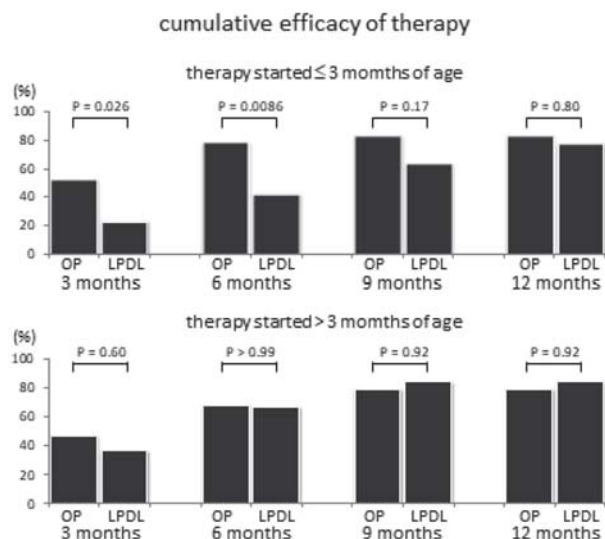 cumulative efficacy of therapy
therapy started ≤ 3 momths of age
(%)
P = 0.026 P = 0.0086 P = 0.17 P = 0.80
100
80
60
40
20
0
OP LPDL OP LPDL OP LPDL OP LPDL
3 months 6 months 9 months 12 months
therapy started > 3 momths of age
(%)
P = 0.60 P > 0.99 P = 0.92 P = 0.92
100
80
60
40
20
0
OP LPDL OP LPDL OP LPDL OP LPDL
3 months 6 months 9 months 12 months